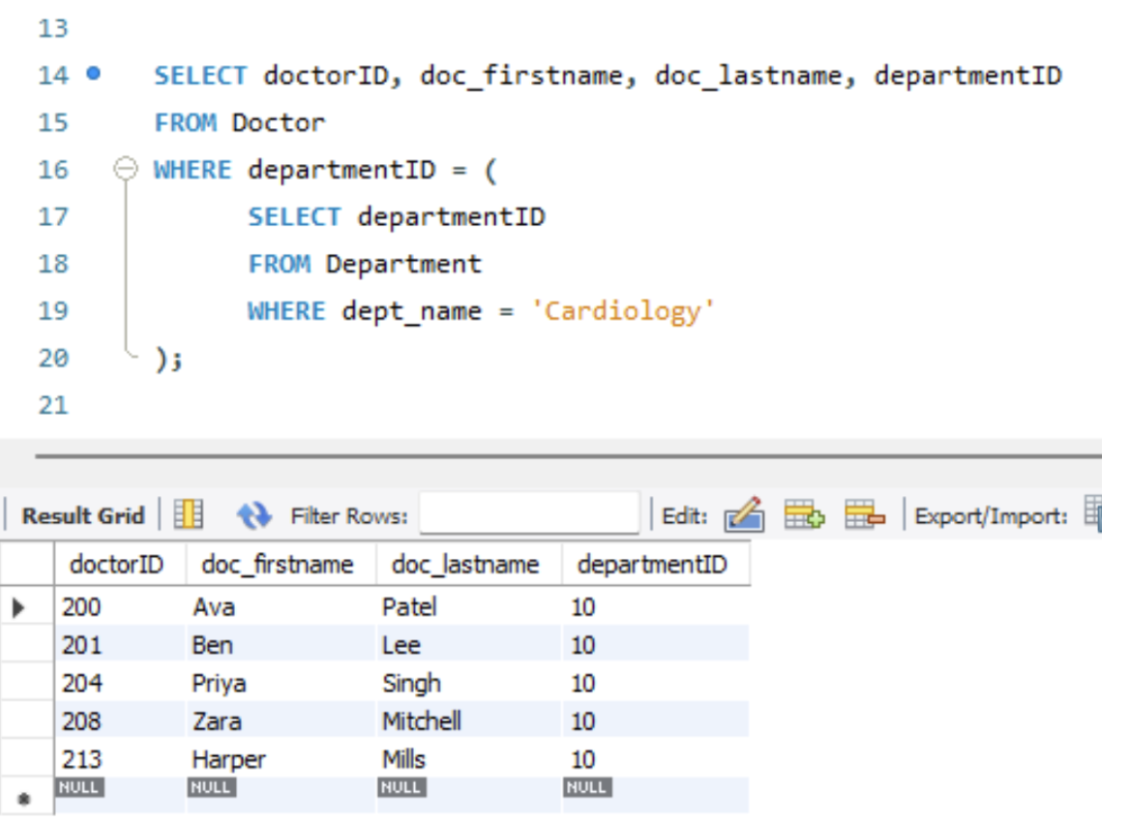 13
14 SELECT doctorID, doc_firstname, doc_lastname, departmentID
15 FROM Doctor
16 WHERE departmentID = (
17 SELECT departmentID
18 FROM Department
19 WHERE dept_name = 'Cardiology'
20 );
21
Result Grid Filter Rows: Edit: Export/Import:
doctorID doc_firstname doc_lastname departmentID
200 Ava Patel 10
201 Ben Lee 10
204 Priya Singh 10
208 Zara Mitchell 10
213 Harper Mills 10
NULL NULL NULL NULL